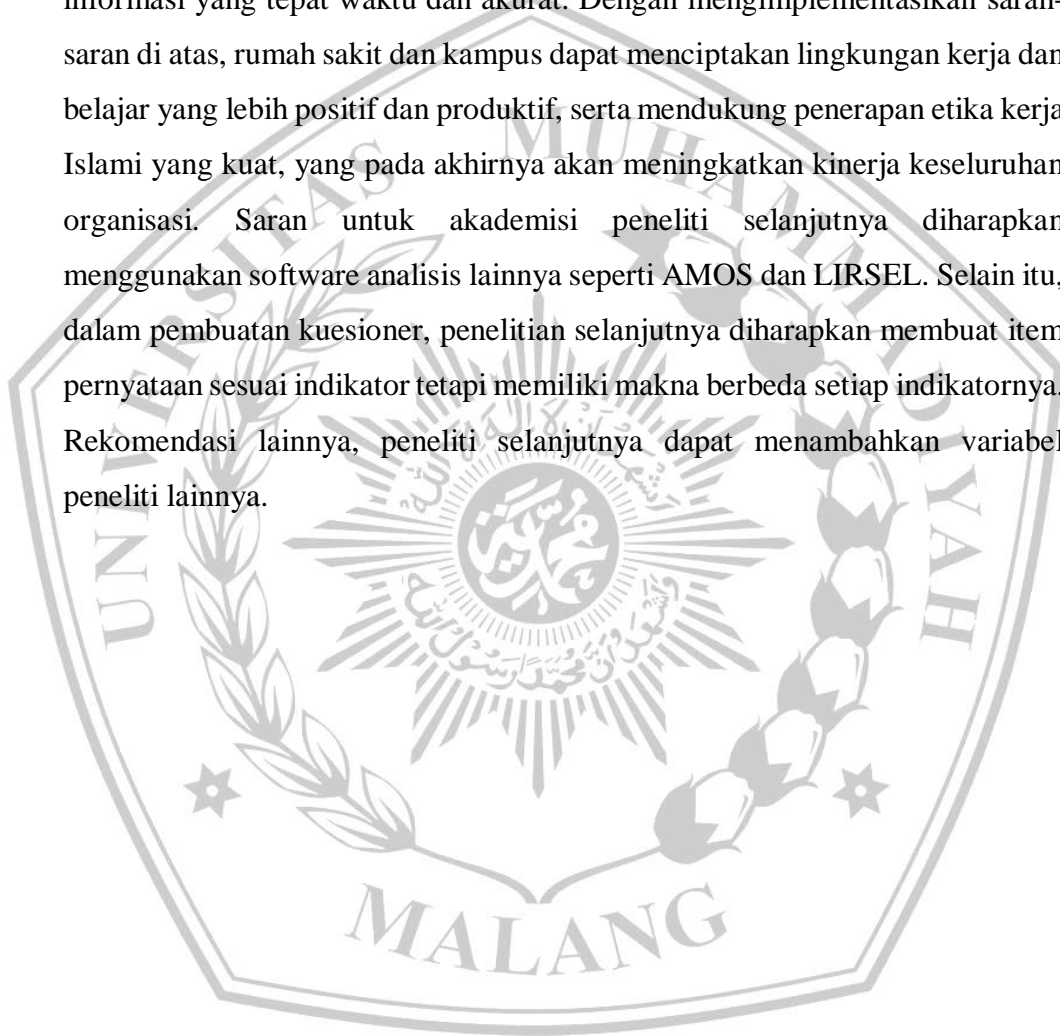 informasi yang tepat waktu dan akurat. Dengan mengimplementasikan saran-
saran di atas, rumah sakit dan kampus dapat menciptakan lingkungan kerja dan
belajar yang lebih positif dan produktif, serta mendukung penerapan etika kerja
Islami yang kuat, yang pada akhirnya akan meningkatkan kinerja keseluruhan
organisasi. Saran untuk akademisi peneliti selanjutnya diharapkan
menggunakan software analisis lainnya seperti AMOS dan LIRSEL. Selain itu,
dalam pembuatan kuesioner, penelitian selanjutnya diharapkan membuat item
pernyataan sesuai indikator tetapi memiliki makna berbeda setiap indikatornya.
Rekomendasi lainnya, peneliti selanjutnya dapat menambahkan variabel
peneliti lainnya.
UNIVERSITAS MUHAMMADIYAH
MALANG